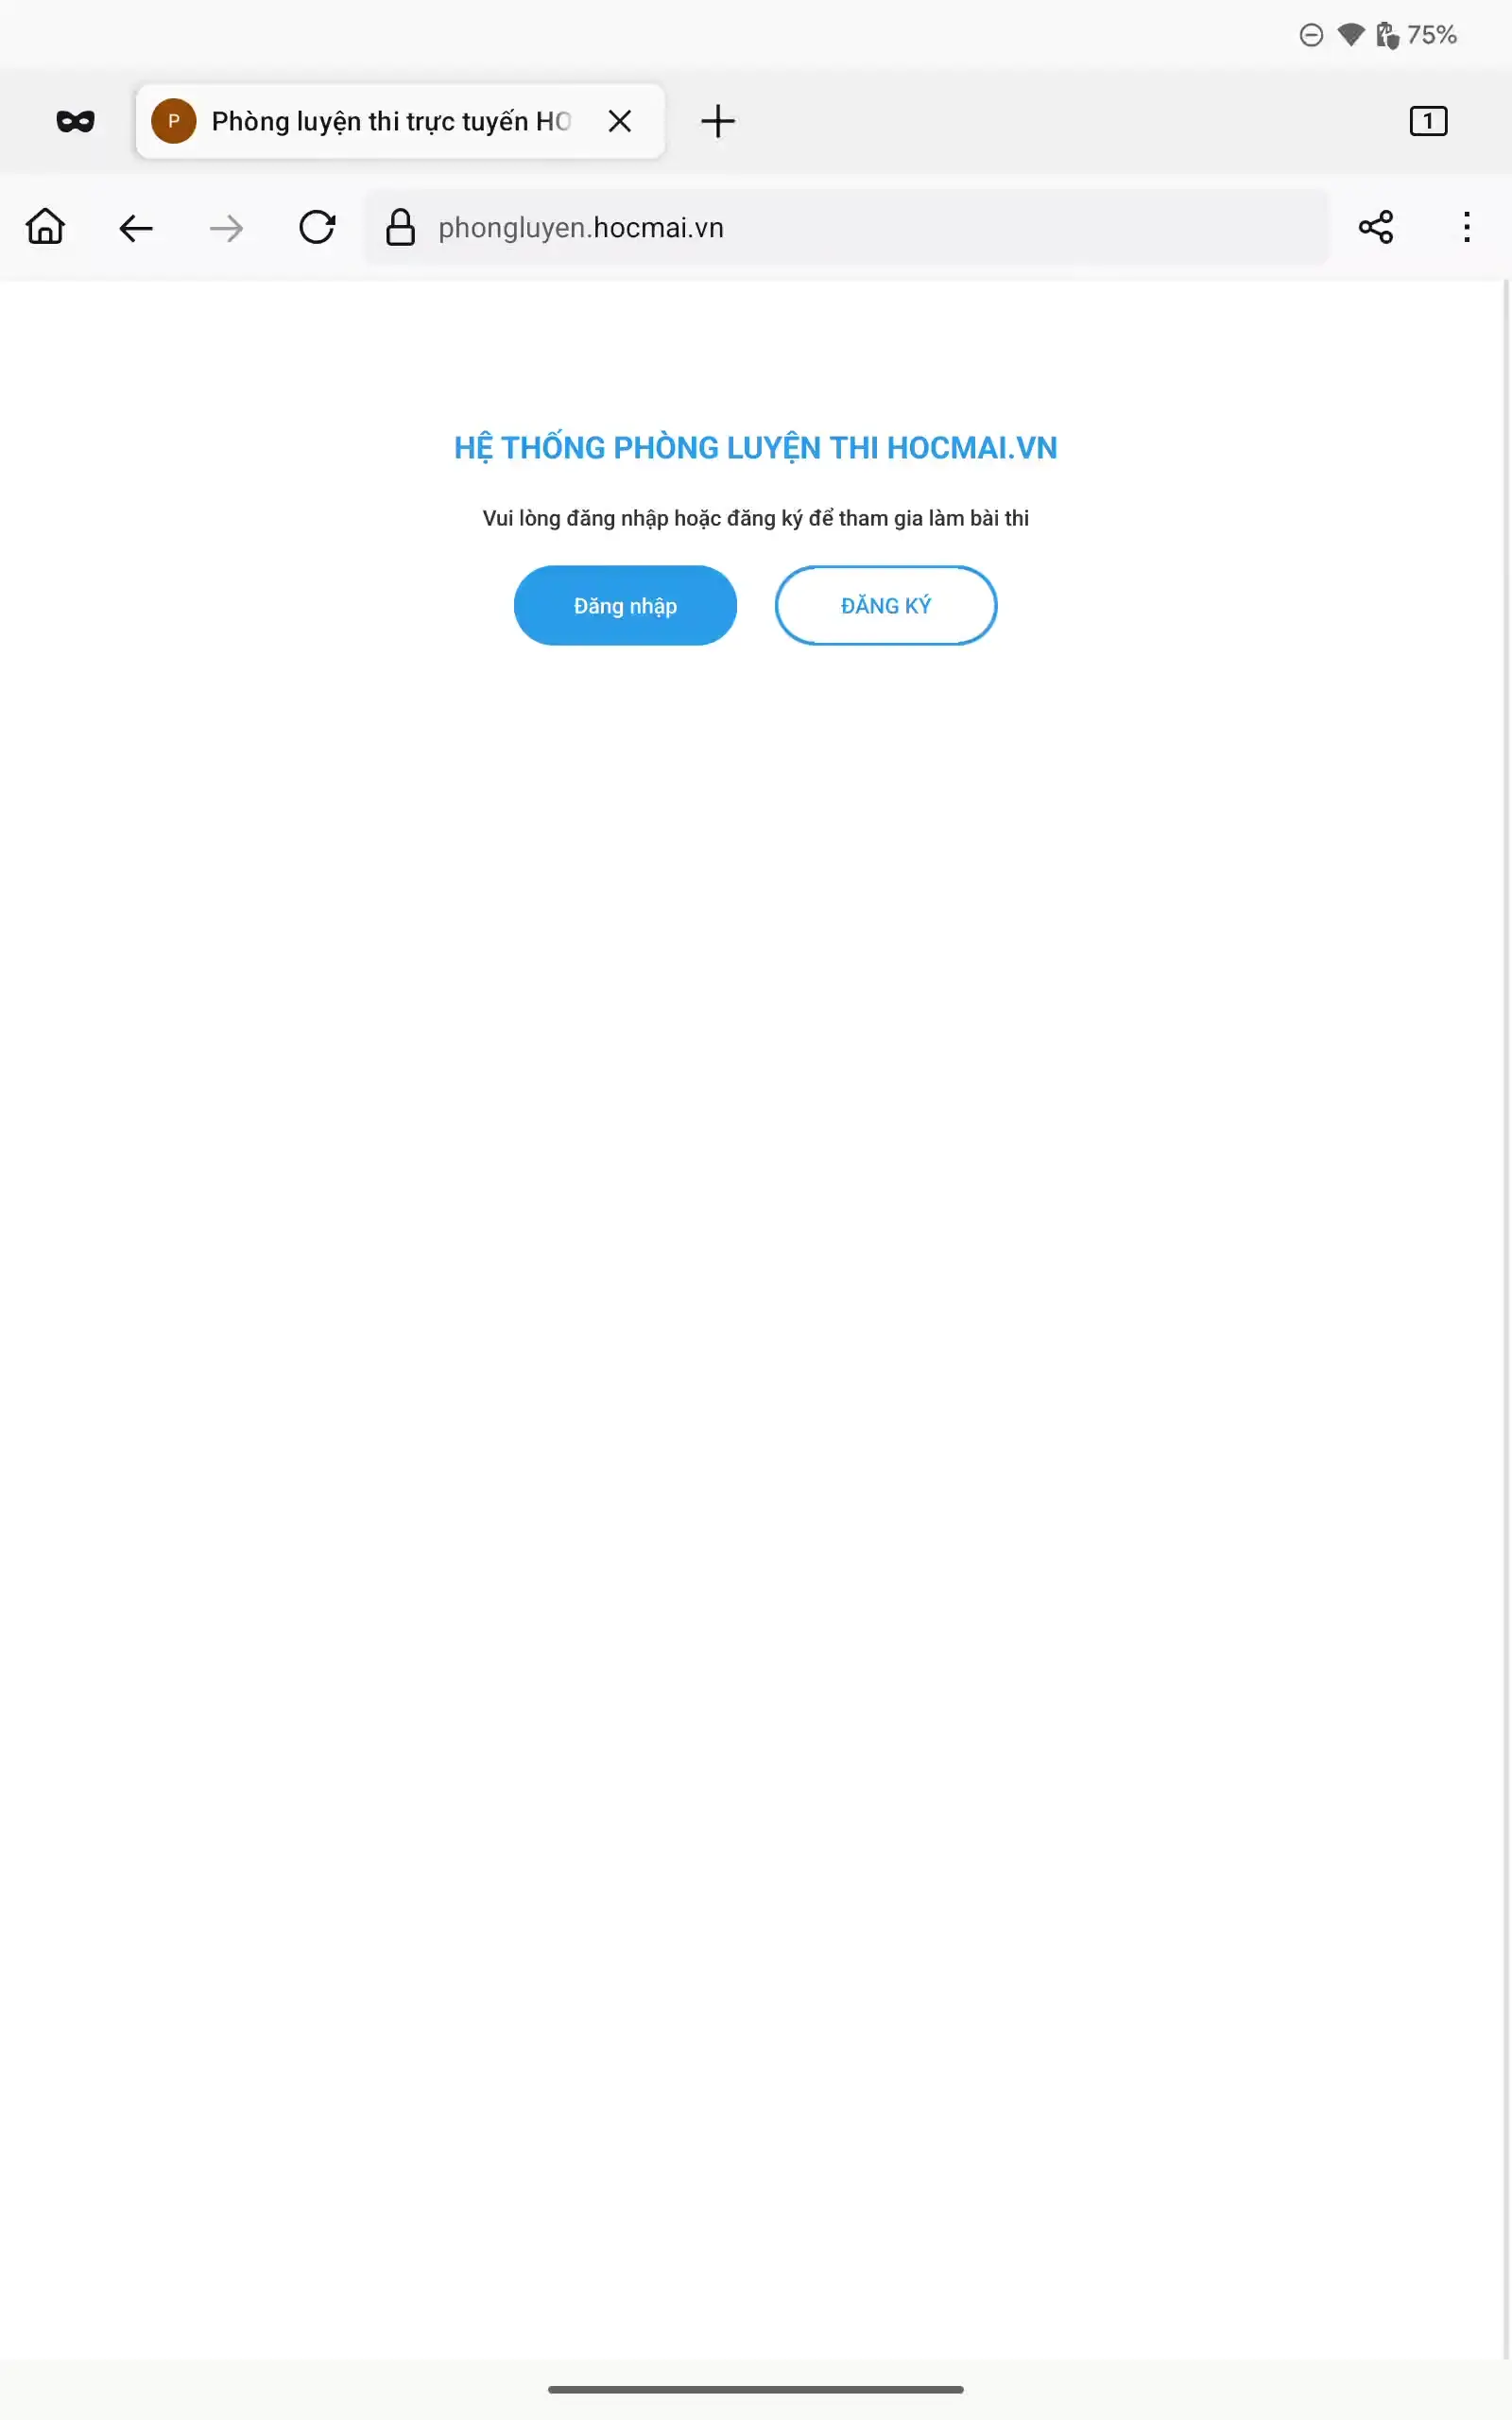 75%
P
Phòng luyện thi trực tuyến HO
1
phongluyen.hocmai.vn
HỆ THỐNG PHÒNG LUYỆN THI HOCMAI.VN
Vui lòng đăng nhập hoặc đăng ký để tham gia làm bài thi
Đăng nhập
ĐĂNG KÝ